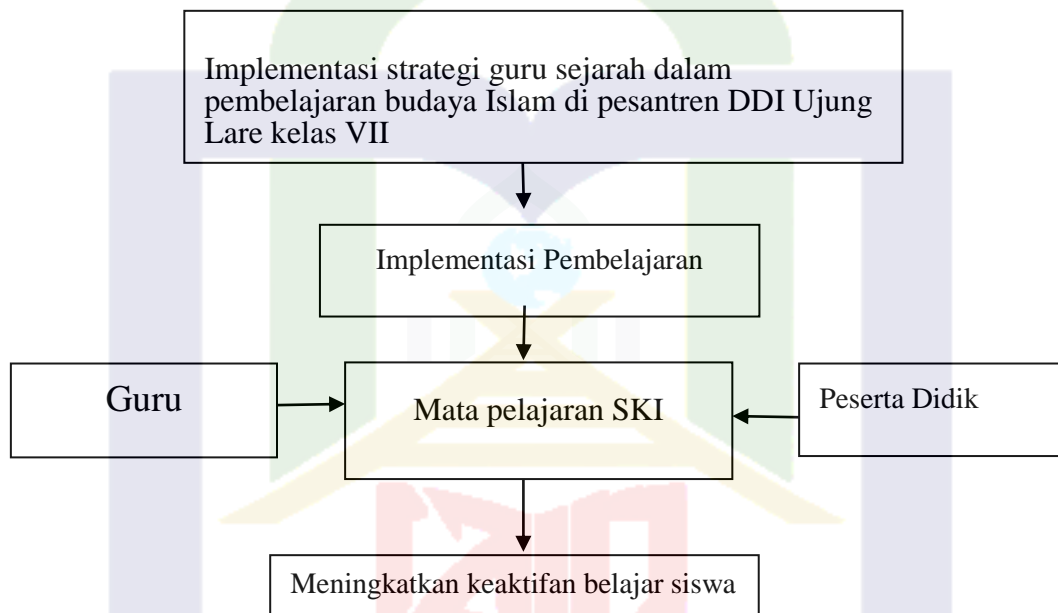 Implementasi strategi guru sejarah dalam
pembelajaran budaya Islam di pesantren DDI Ujung
Lare kelas VII
Implementasi Pembelajaran
Guru
Mata pelajaran SKI
Peserta Didik
Meningkatkan keaktifan belajar siswa